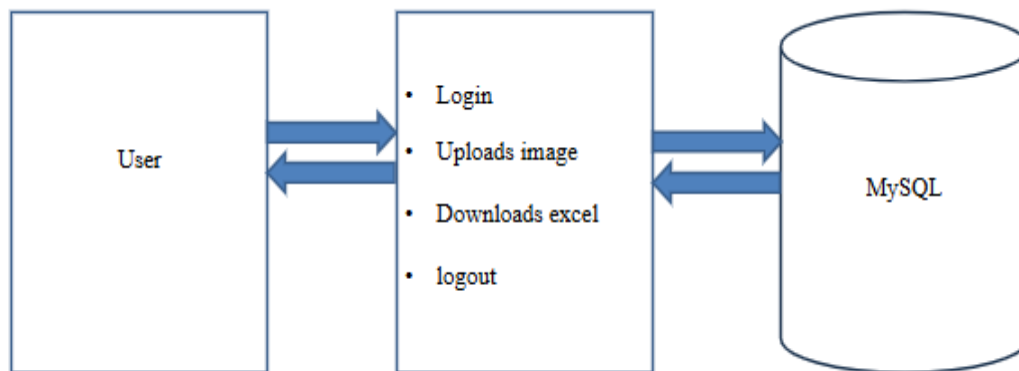 User
• Login
• Uploads image
• Downloads excel
• logout
MySQL